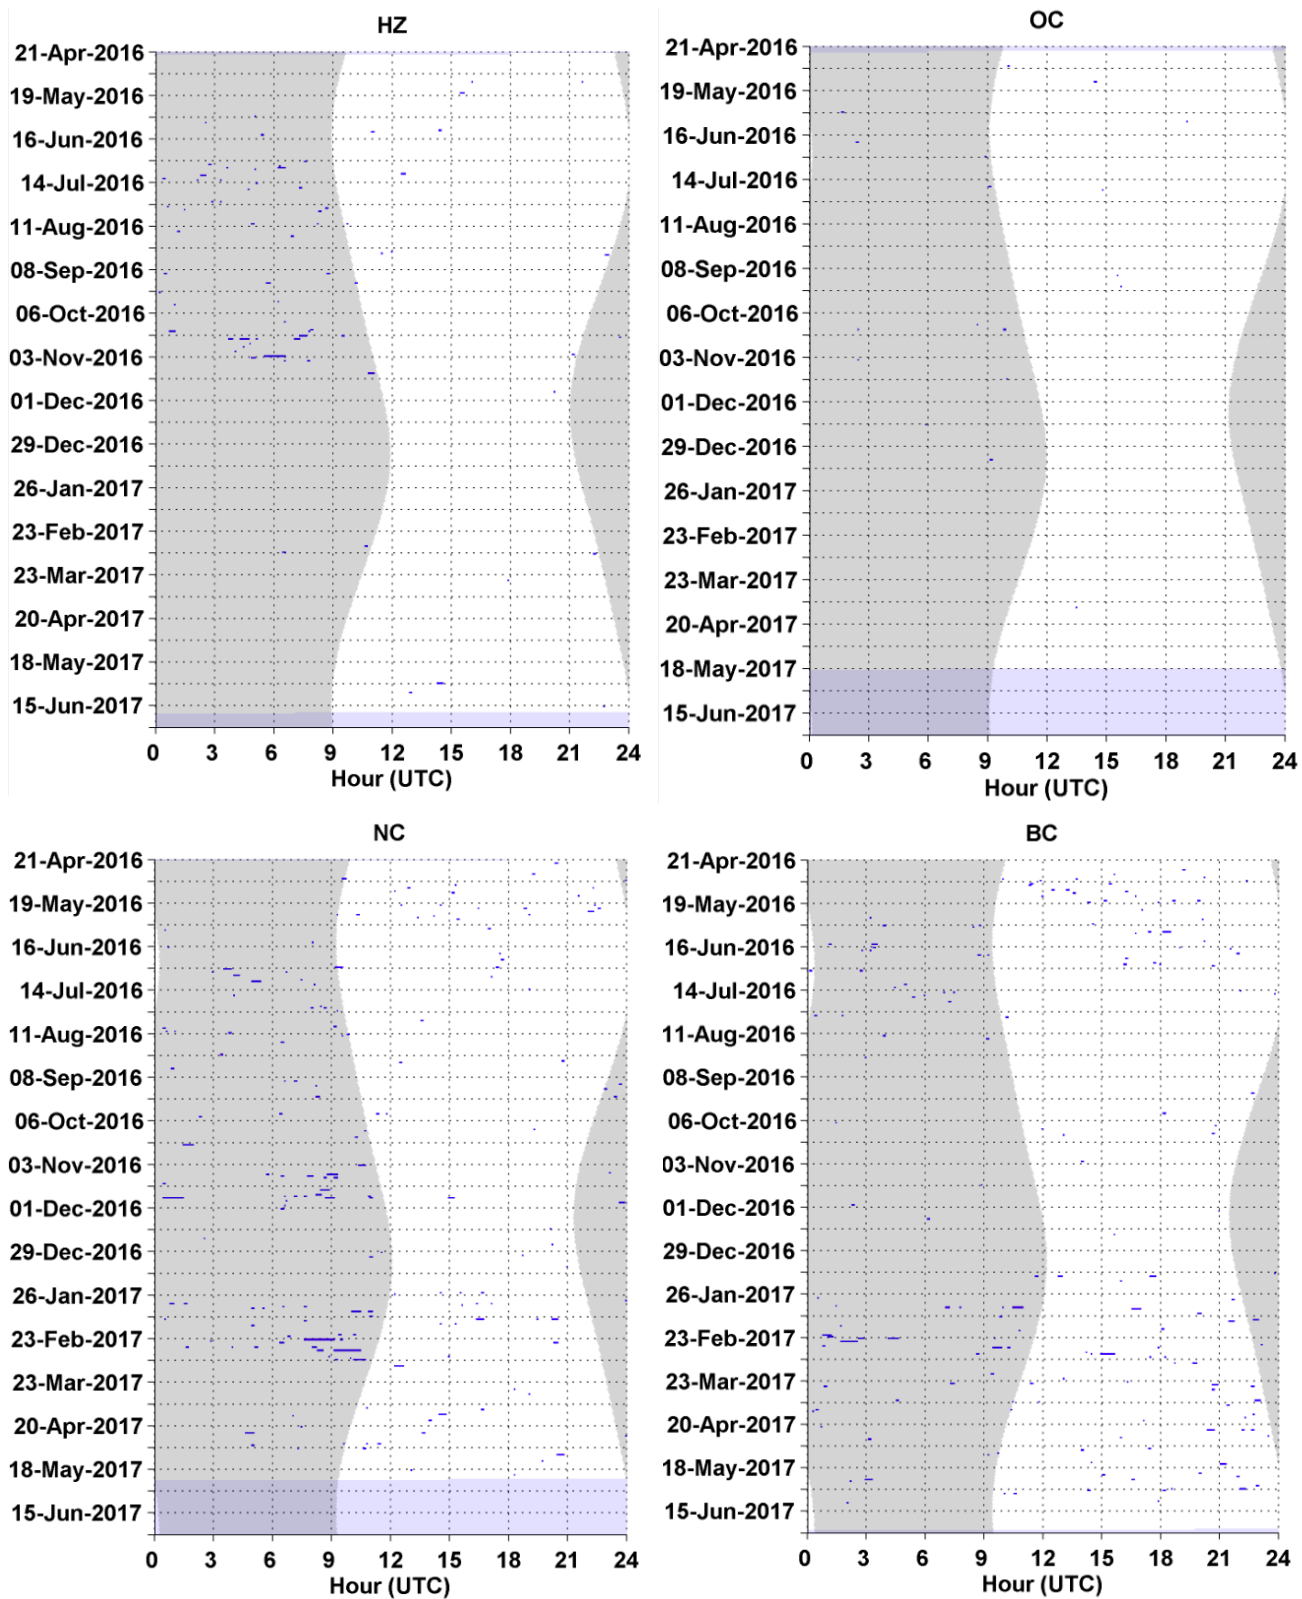 HZ
21-Apr-2016
19-May-2016
16-Jun-2016
14-Jul-2016
11-Aug-2016
08-Sep-2016
06-Oct-2016
03-Nov-2016
01-Dec-2016
29-Dec-2016
26-Jan-2017
23-Feb-2017
23-Mar-2017
20-Apr-2017
18-May-2017
15-Jun-2017
0 3 6 9 12 15 18 21 24
Hour (UTC)
OC
21-Apr-2016
19-May-2016
16-Jun-2016
14-Jul-2016
11-Aug-2016
08-Sep-2016
06-Oct-2016
03-Nov-2016
01-Dec-2016
29-Dec-2016
26-Jan-2017
23-Feb-2017
23-Mar-2017
20-Apr-2017
18-May-2017
15-Jun-2017
0 3 6 9 12 15 18 21 24
Hour (UTC)
NC
21-Apr-2016
19-May-2016
16-Jun-2016
14-Jul-2016
11-Aug-2016
08-Sep-2016
06-Oct-2016
03-Nov-2016
01-Dec-2016
29-Dec-2016
26-Jan-2017
23-Feb-2017
23-Mar-2017
20-Apr-2017
18-May-2017
15-Jun-2017
0 3 6 9 12 15 18 21 24
Hour (UTC)
BC
21-Apr-2016
19-May-2016
16-Jun-2016
14-Jul-2016
11-Aug-2016
08-Sep-2016
06-Oct-2016
03-Nov-2016
01-Dec-2016
29-Dec-2016
26-Jan-2017
23-Feb-2017
23-Mar-2017
20-Apr-2017
18-May-2017
15-Jun-2017
0 3 6 9 12 15 18 21 24
Hour (UTC)